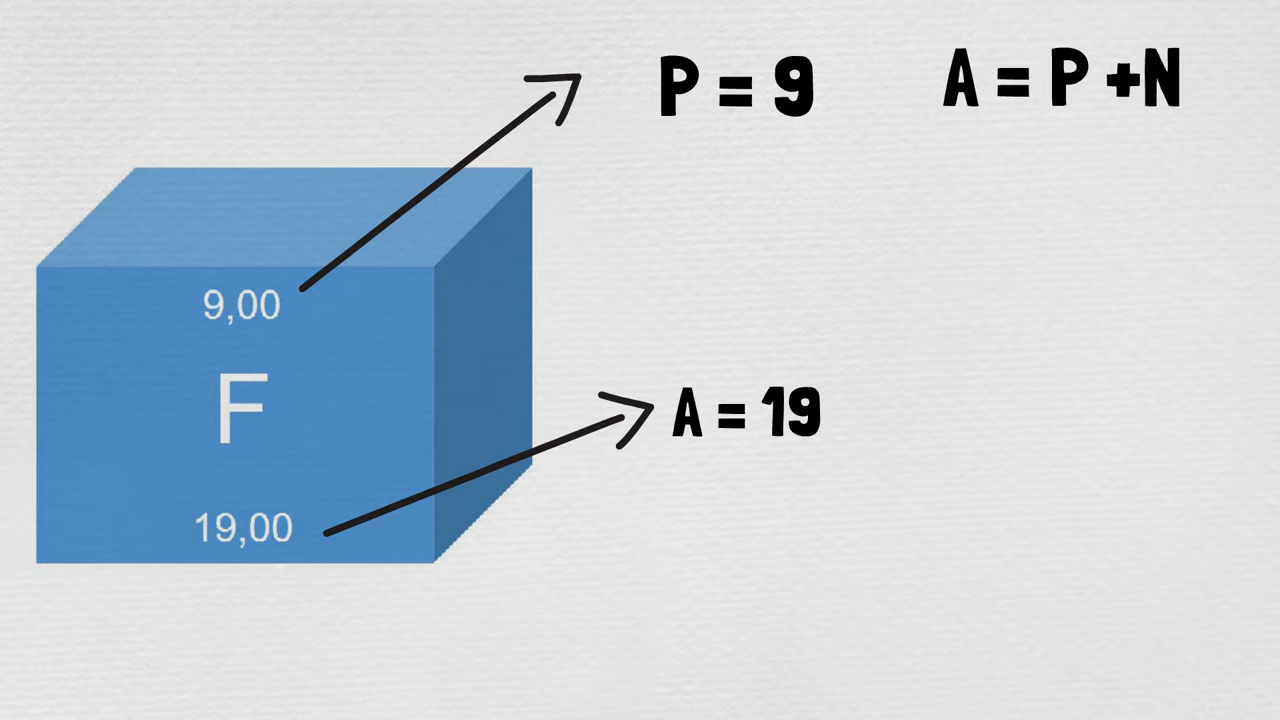 P = 9
A = P +N
9,00
F
A = 19
19,00